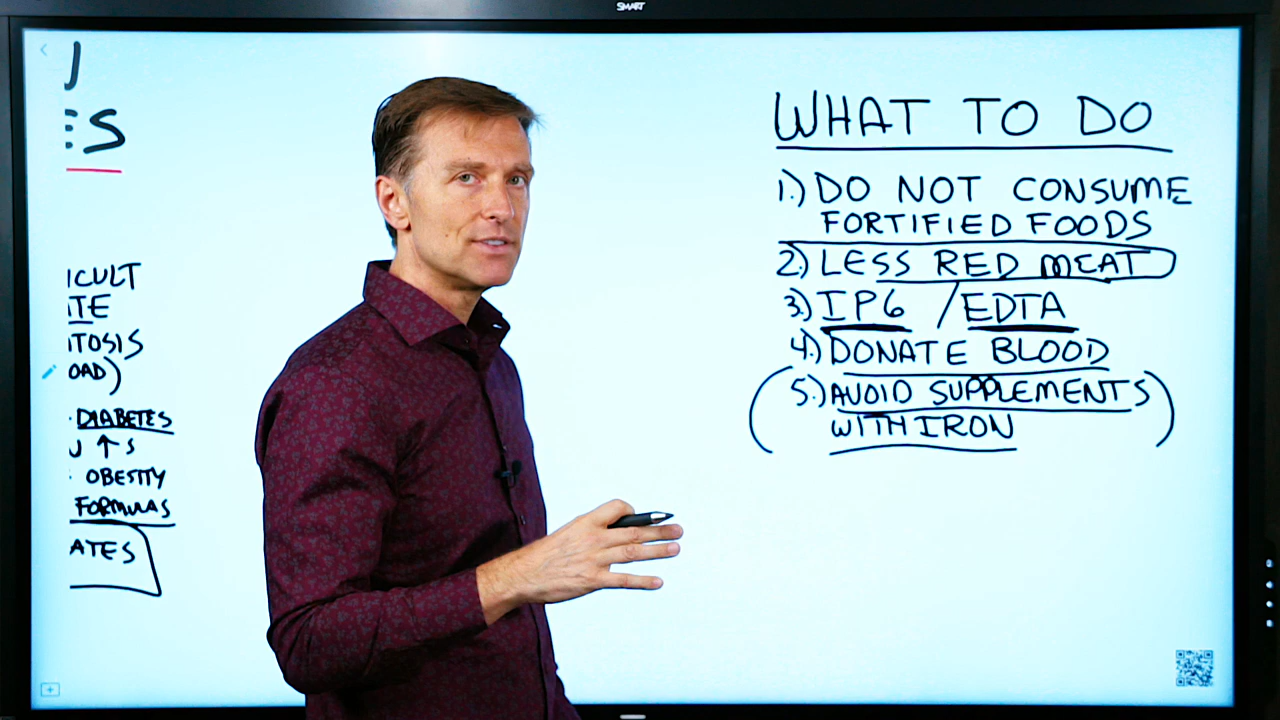 SMART
ES
ICULT
ITE
ITOSIS
OAD)
DIABETES
U ↑ S
OBESITY
FORMULAS
ATES
WHAT TO DO
1.) DO NOT CONSUME
FORTIFIED FOODS
2.) LESS RED MEAT
3.) IP6 / EDTA
4.) DONATE BLOOD
(5.) AVOID SUPPLEMENTS)
WITH IRON